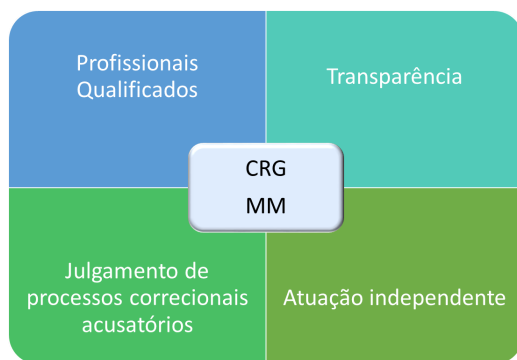 Profissionais
Qualificados
Transparência
CRG
MM
Julgamento de
processos correcionais
acusatórios
Atuação independente